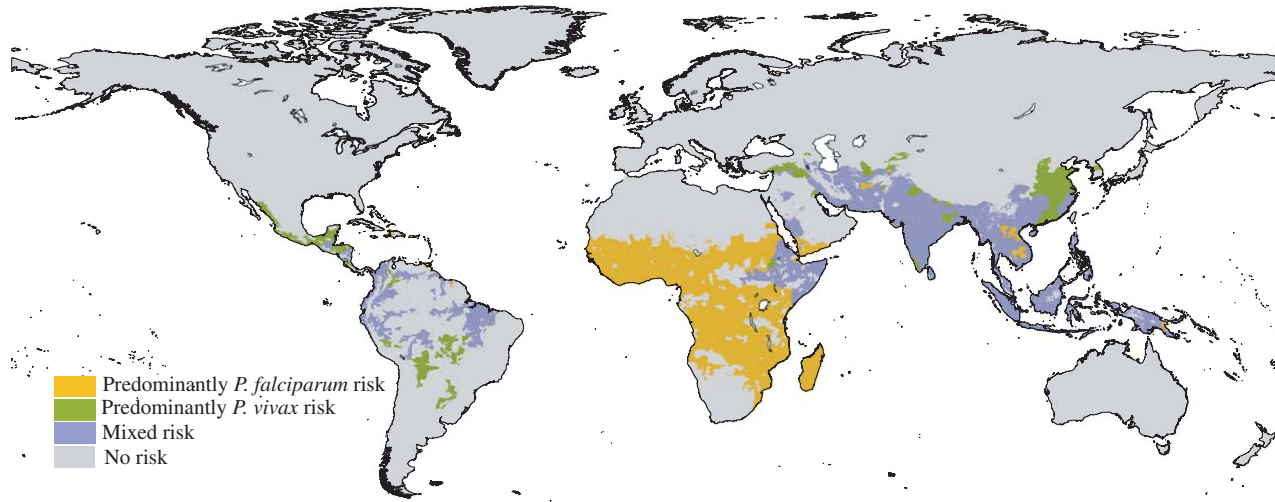 Predominantly P. falciparum risk
Predominantly P. vivax risk
Mixed risk
No risk